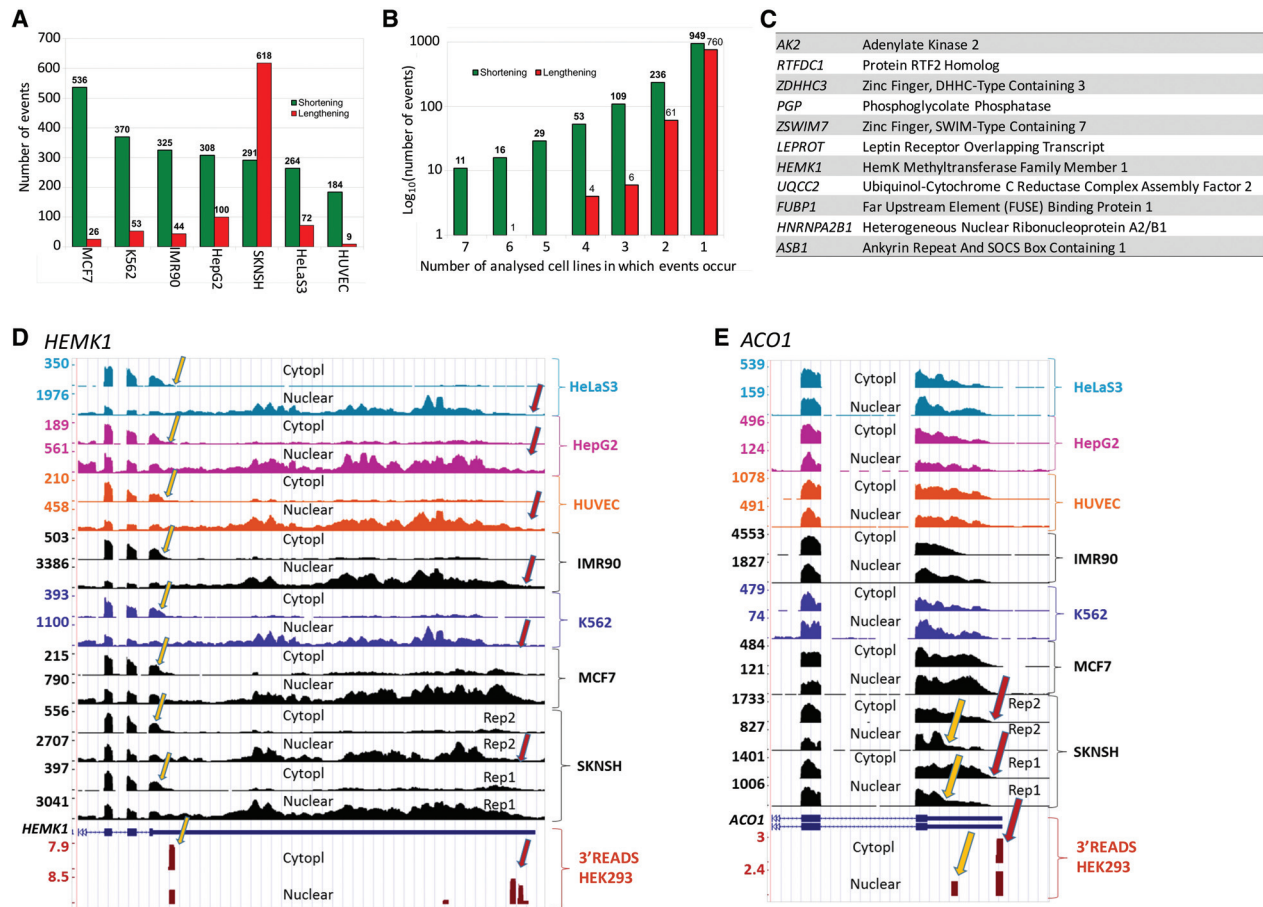 A
Number of events
700
600
500
400
300
200
100
0
536
26
370
53
325
44
308
100
291
618
264
72
184
9
Shortening
Lengthening
MCF7
K562
IMR90
HepG2
SKNSH
HeLaS3
HUVEC
B
Log10(number of events)
1000
100
10
1
Shortening
Lengthening
11
16
1
29
53
4
109
6
236
61
949
760
7 6 5 4 3 2 1
Number of analysed cell lines in which events occur
C
AK2 Adenylate Kinase 2
RTFDC1 Protein RTF2 Homolog
ZDHHC3 Zinc Finger, DHHC-Type Containing 3
PGP Phosphoglycolate Phosphatase
ZSWIM7 Zinc Finger, SWIM-Type Containing 7
LEPROT Leptin Receptor Overlapping Transcript
HEMK1 HemK Methyltransferase Family Member 1
UQCC2 Ubiquinol-Cytochrome C Reductase Complex Assembly Factor 2
FUBP1 Far Upstream Element (FUSE) Binding Protein 1
HNRNPA2B1 Heterogeneous Nuclear Ribonucleoprotein A2/B1
ASB1 Ankyrin Repeat And SOCS Box Containing 1
D HEMK1
350 Cytopl
HeLaS3
1976 Nuclear
189 Cytopl
HepG2
561 Nuclear
210 Cytopl
HUVEC
458 Nuclear
503 Cytopl
IMR90
3386 Nuclear
393 Cytopl
K562
1100 Nuclear
215 Cytopl
MCF7
790 Nuclear
556 Cytopl Rep2
2707 Nuclear Rep2
SKNSH
397 Cytopl Rep1
3041 Nuclear Rep1
HEMK1
7.9 Cytopl
3'READS
HEK293
8.5 Nuclear
E ACO1
539 Cytopl
HeLaS3
159 Nuclear
496 Cytopl
HepG2
124 Nuclear
1078 Cytopl
HUVEC
491 Nuclear
4553 Cytopl
IMR90
1827 Nuclear
479 Cytopl
K562
74 Nuclear
484 Cytopl
MCF7
121 Nuclear
1733 Cytopl Rep2
827 Nuclear Rep2
SKNSH
1401 Cytopl Rep1
1006 Nuclear Rep1
ACO1
3 Cytopl
3'READS
HEK293
2.4 Nuclear